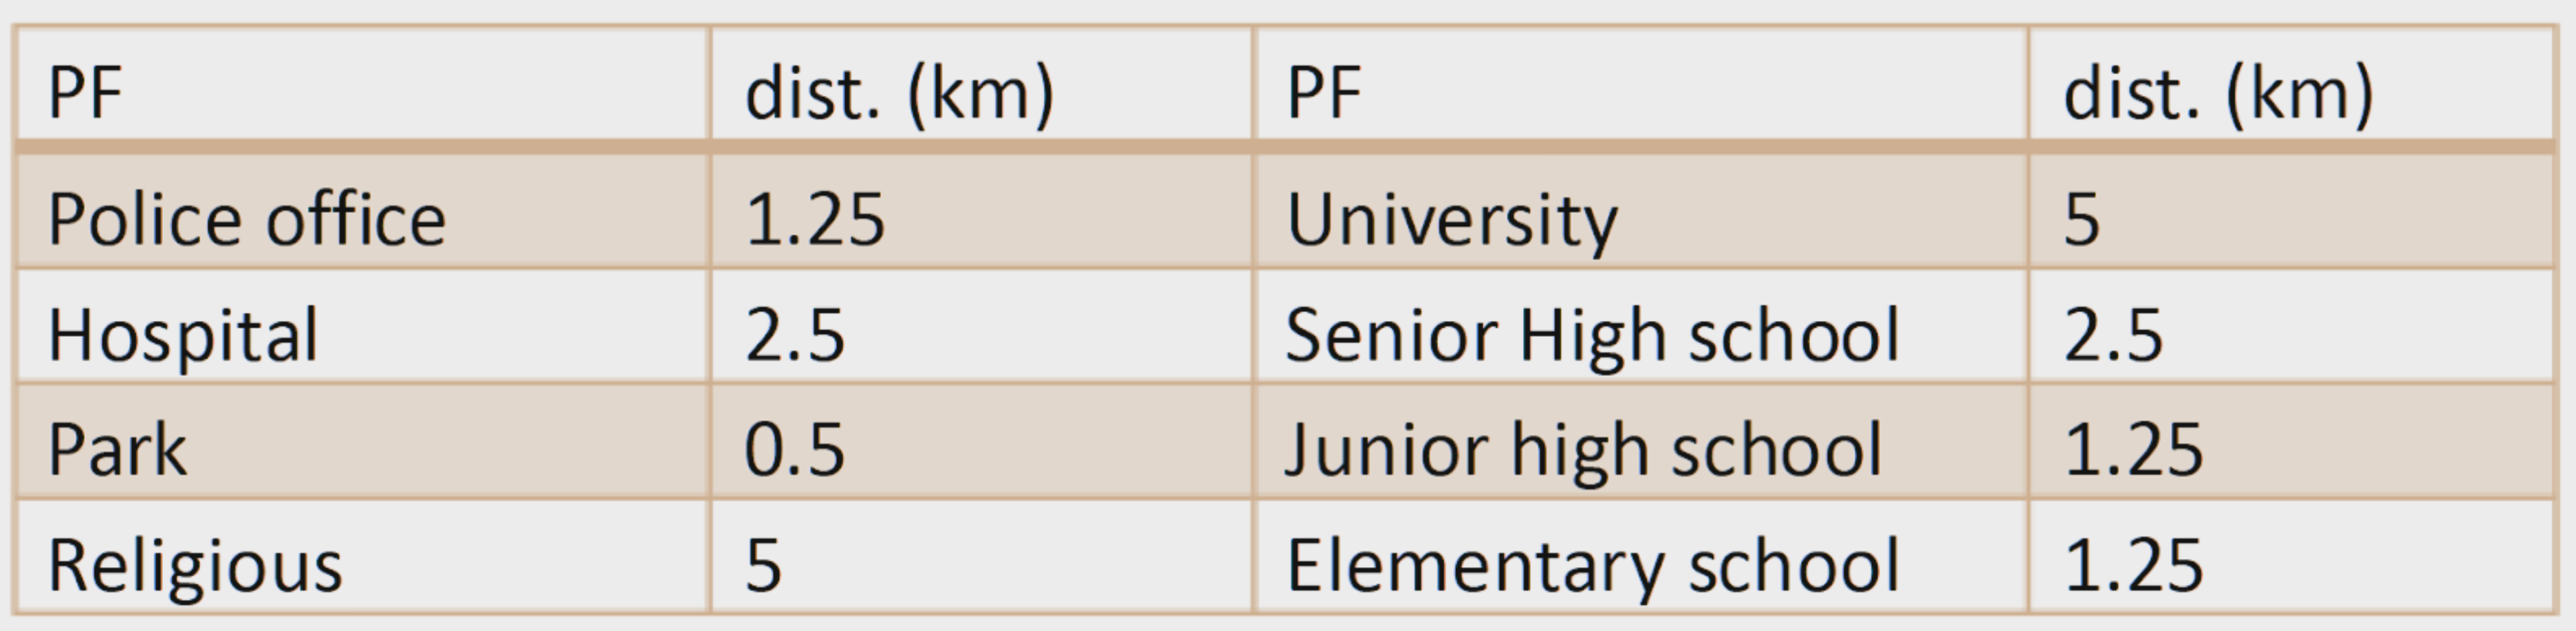 PF dist. (km) PF dist. (km)
Police office 1.25 University 5
Hospital 2.5 Senior High school 2.5
Park 0.5 Junior high school 1.25
Religious 5 Elementary school 1.25